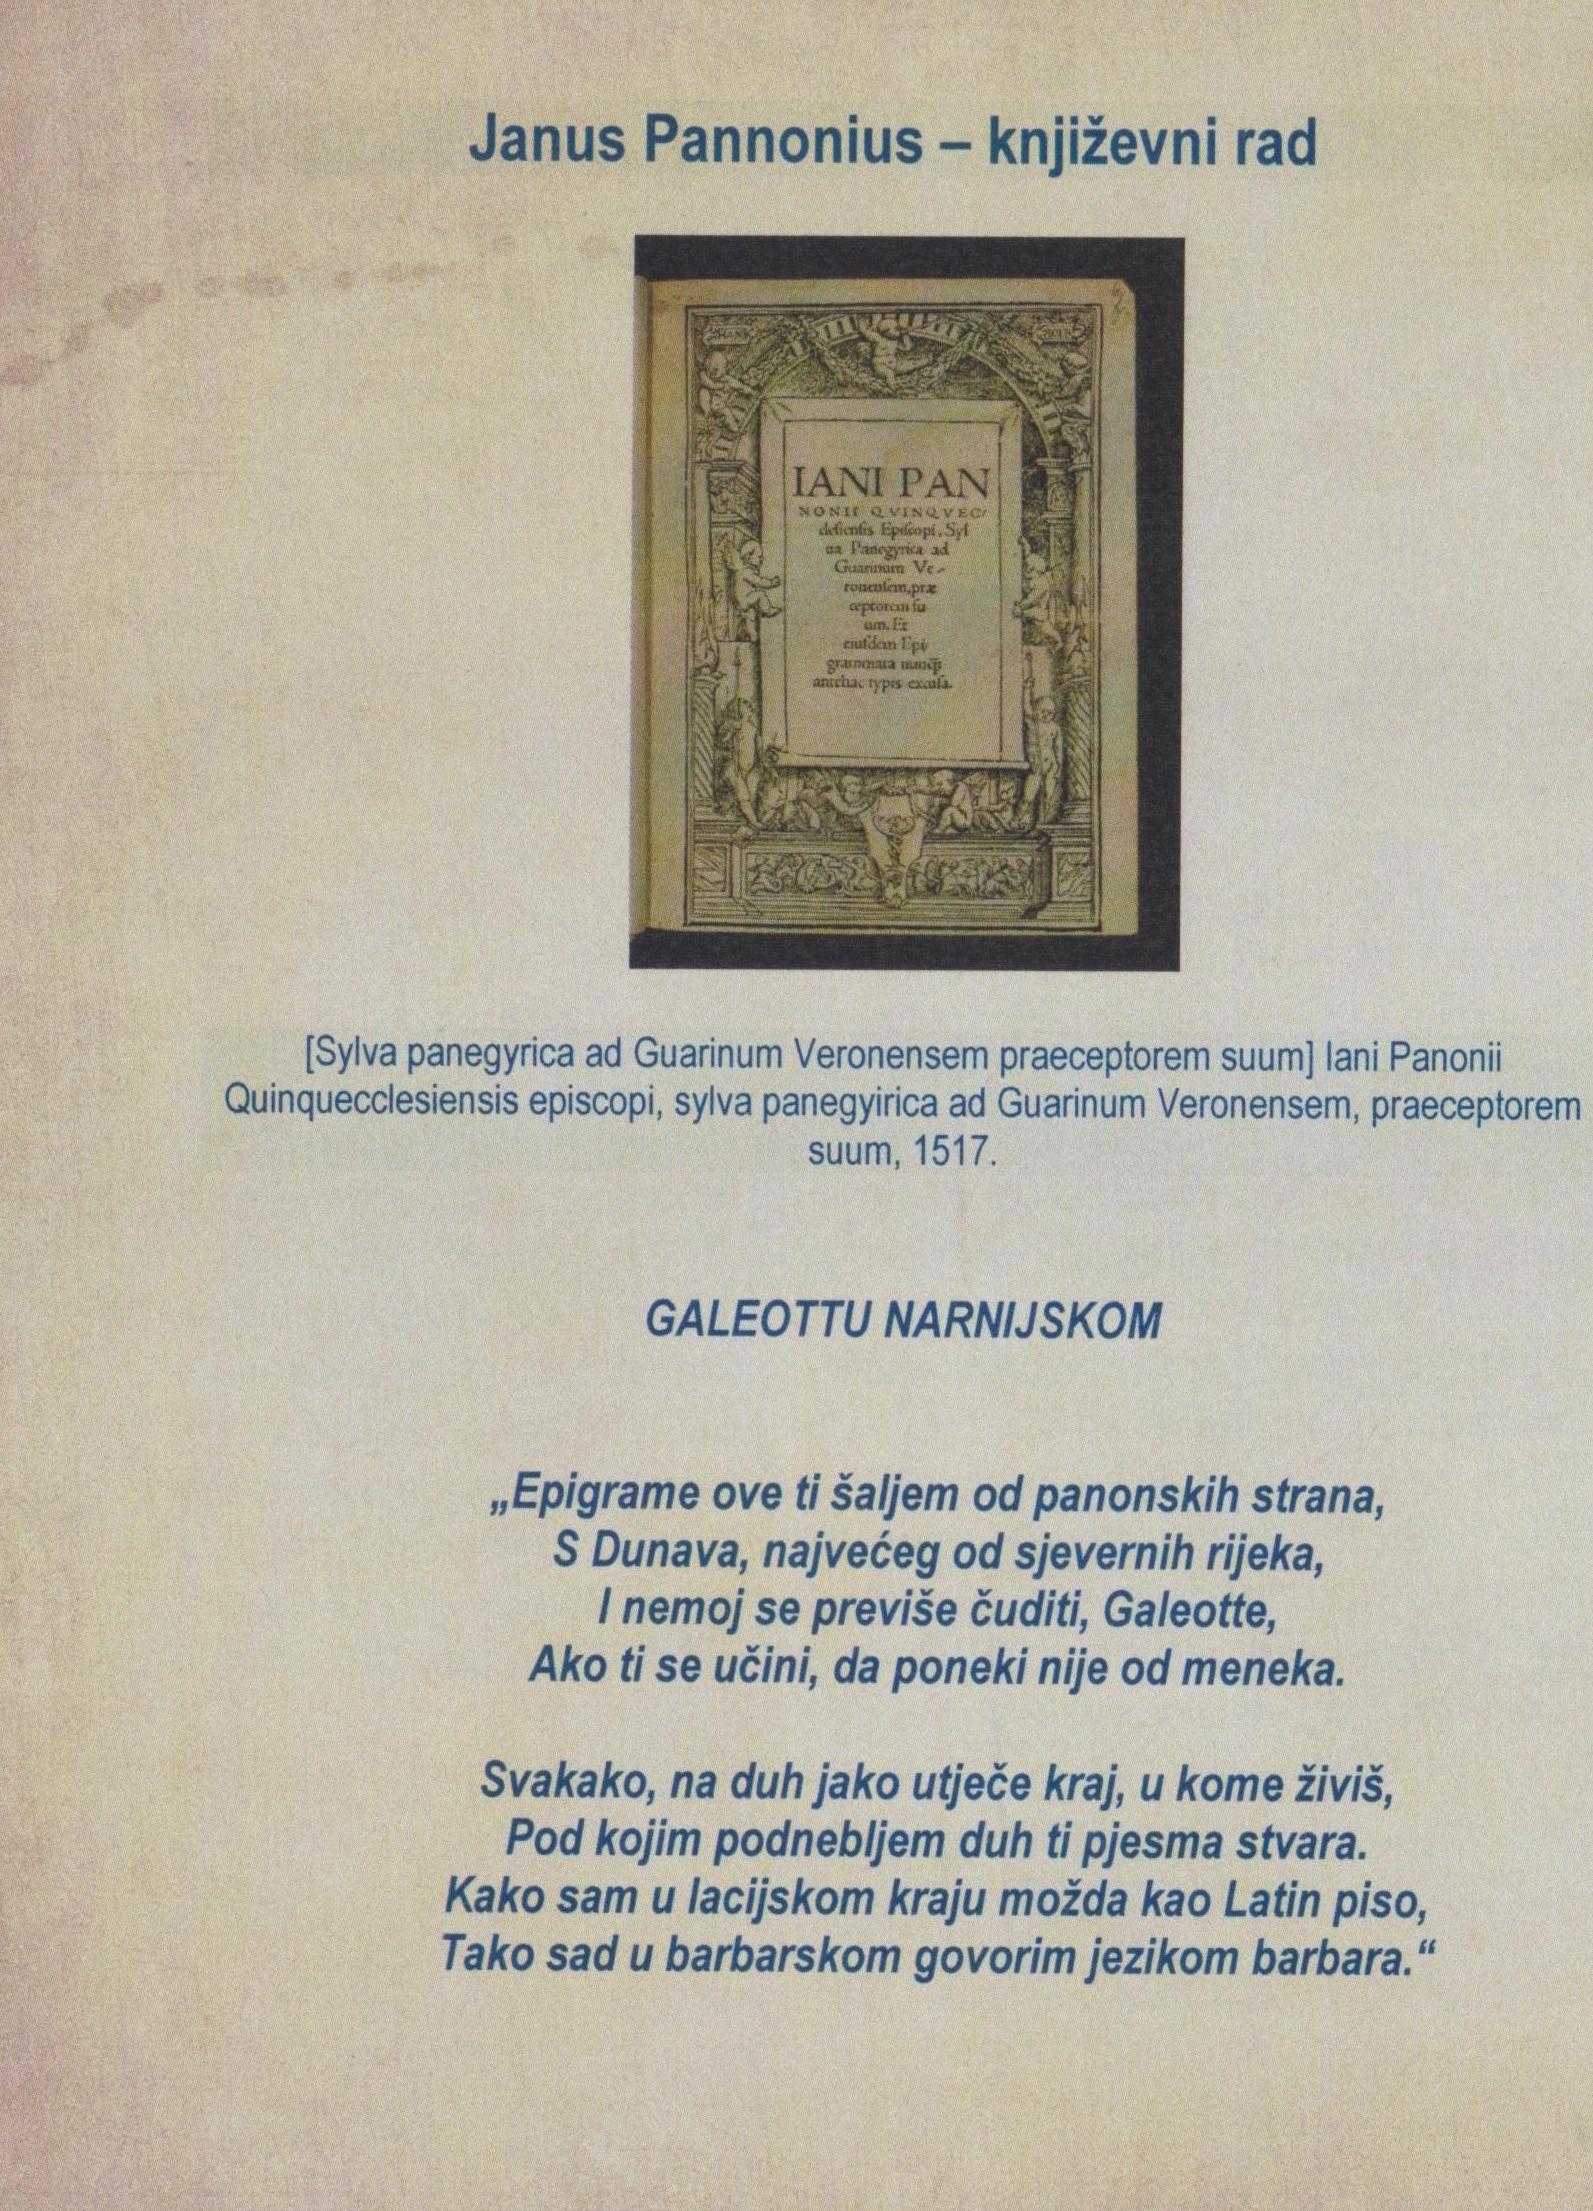 Janus Pannonius – književni rad
IANI PAN
NONII QVINQVEC/
clesiensis Episcopi, Syl
ua Panegyrica ad
Guarinum Ve-
ronensem, præ
ceptorem su
um. Et
eiusdem Epi
grammata nunq̃
antehac typis excusa.
[Sylva panegyrica ad Guarinum Veronensem praeceptorem suum] Iani Panonii
Quinquecclesiensis episcopi, sylva panegyirica ad Guarinum Veronensem, praeceptorem
suum, 1517.
GALEOTTU NARNIJSKOM
„Epigrame ove ti šaljem od panonskih strana,
S Dunava, najvećeg od sjevernih rijeka,
I nemoj se previše čuditi, Galeotte,
Ako ti se učini, da poneki nije od meneka.
Svakako, na duh jako utječe kraj, u kome živiš,
Pod kojim podnebljem duh ti pjesma stvara.
Kako sam u lacijskom kraju možda kao Latin piso,
Tako sad u barbarskom govorim jezikom barbara.“